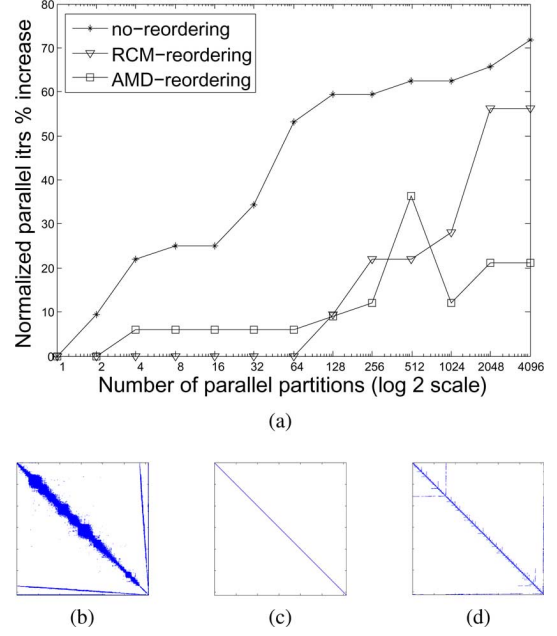 80
70
60
50
40
30
20
10
0
Normalized parallel itrs % increase
no−reordering
RCM−reordering
AMD−reordering
1 2 4 8 16 32 64 128 256 512 1024 2048 4096
Number of parallel partitions (log 2 scale)
(a)
(b) (c) (d)